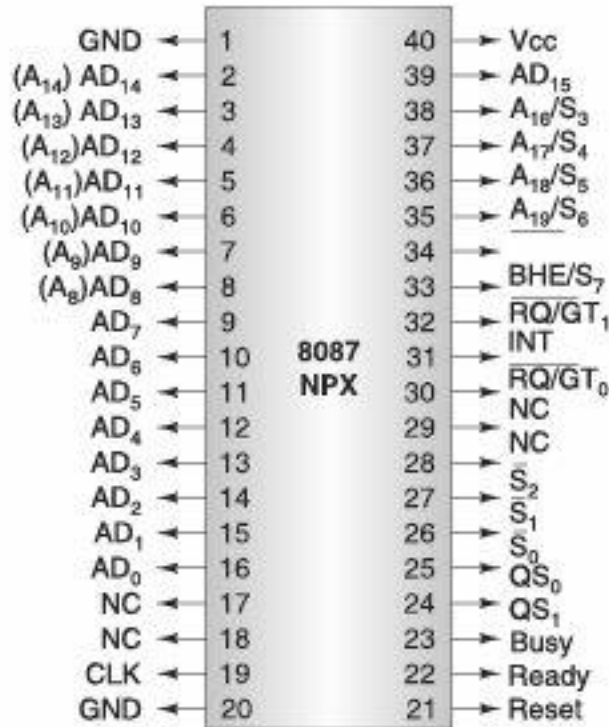 GND 1 40 Vcc
(A14) AD14 2 39 AD15
(A13) AD13 3 38 A16/S3
(A12)AD12 4 37 A17/S4
(A11)AD11 5 36 A18/S5
(A10)AD10 6 35 A19/S6
(A9)AD9 7 34
(A8)AD8 8 33 BHE/S7
AD7 9 32 RQ/GT1
AD6 10 8087 31 INT
AD5 11 NPX 30 RQ/GT0
AD4 12 29 NC
AD3 13 28 NC
AD2 14 27 S2
AD1 15 26 S1
AD0 16 25 S0
NC 17 24 QS0
NC 18 23 QS1
CLK 19 22 Busy
GND 20 21 Ready
Reset